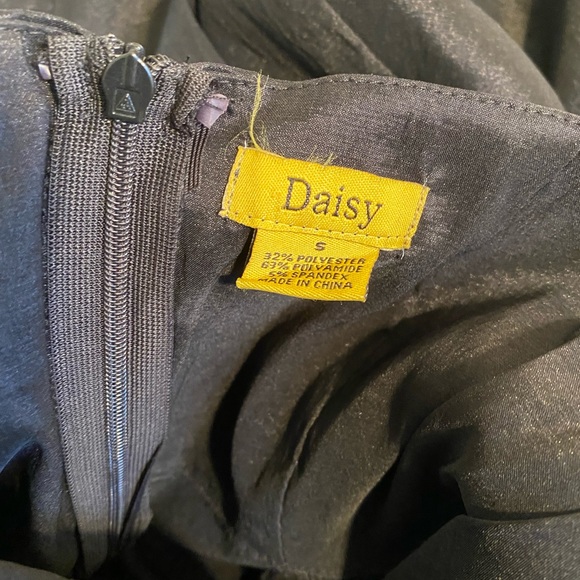 Daisy
S
32% POLYESTER
63% POLYAMIDE
5% SPANDEX
MADE IN CHINA